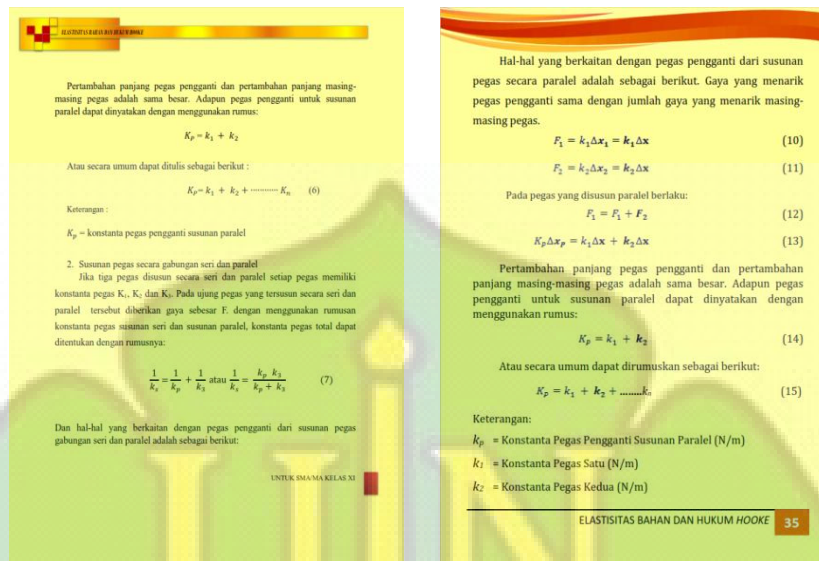 ELASTISITAS BAHAN DAN HUKUM HOOKE
Pertambahan panjang pegas pengganti dan pertambahan panjang masing-
masing pegas adalah sama besar. Adapun pegas pengganti untuk susunan
paralel dapat dinyatakan dengan menggunakan rumus:
Kₚ = k₁ + k₂
Atau secara umum dapat ditulis sebagai berikut :
Kₚ= k₁ + k₂ + ············ Kₙ (6)
Keterangan :
Kₚ = konstanta pegas pengganti susunan paralel
2. Susunan pegas secara gabungan seri dan paralel
Jika tiga pegas disusun secara seri dan paralel setiap pegas memiliki
konstanta pegas K₁, K₂ dan K₃. Pada ujung pegas yang tersusun secara seri dan
paralel tersebut diberikan gaya sebesar F. dengan menggunakan rumusan
konstanta pegas susunan seri dan susunan paralel, konstanta pegas total dapat
ditentukan dengan rumusnya:
1/kₛ = 1/kₚ + 1/k₃ atau 1/kₛ = kₚ k₃ / kₚ + k₃ (7)
Dan hal-hal yang berkaitan dengan pegas pengganti dari susunan pegas
gabungan seri dan paralel adalah sebagai berikut:
UNTUK SMA/MA KELAS XI
Hal-hal yang berkaitan dengan pegas pengganti dari susunan
pegas secara paralel adalah sebagai berikut. Gaya yang menarik
pegas pengganti sama dengan jumlah gaya yang menarik masing-
masing pegas.
F₁ = k₁Δx₁ = k₁Δx (10)
F₂ = k₂Δx₂ = k₂Δx (11)
Pada pegas yang disusun paralel berlaku:
F₁ = F₁ + F₂ (12)
KₚΔxₚ = k₁Δx + k₂Δx (13)
Pertambahan panjang pegas pengganti dan pertambahan
panjang masing-masing pegas adalah sama besar. Adapun pegas
pengganti untuk susunan paralel dapat dinyatakan dengan
menggunakan rumus:
Kₚ = k₁ + k₂ (14)
Atau secara umum dapat dirumuskan sebagai berikut:
Kₚ = k₁ + k₂ + ........kₙ (15)
Keterangan:
kₚ = Konstanta Pegas Pengganti Susunan Paralel (N/m)
k₁ = Konstanta Pegas Satu (N/m)
k₂ = Konstanta Pegas Kedua (N/m)
ELASTISITAS BAHAN DAN HUKUM HOOKE 35
UIN